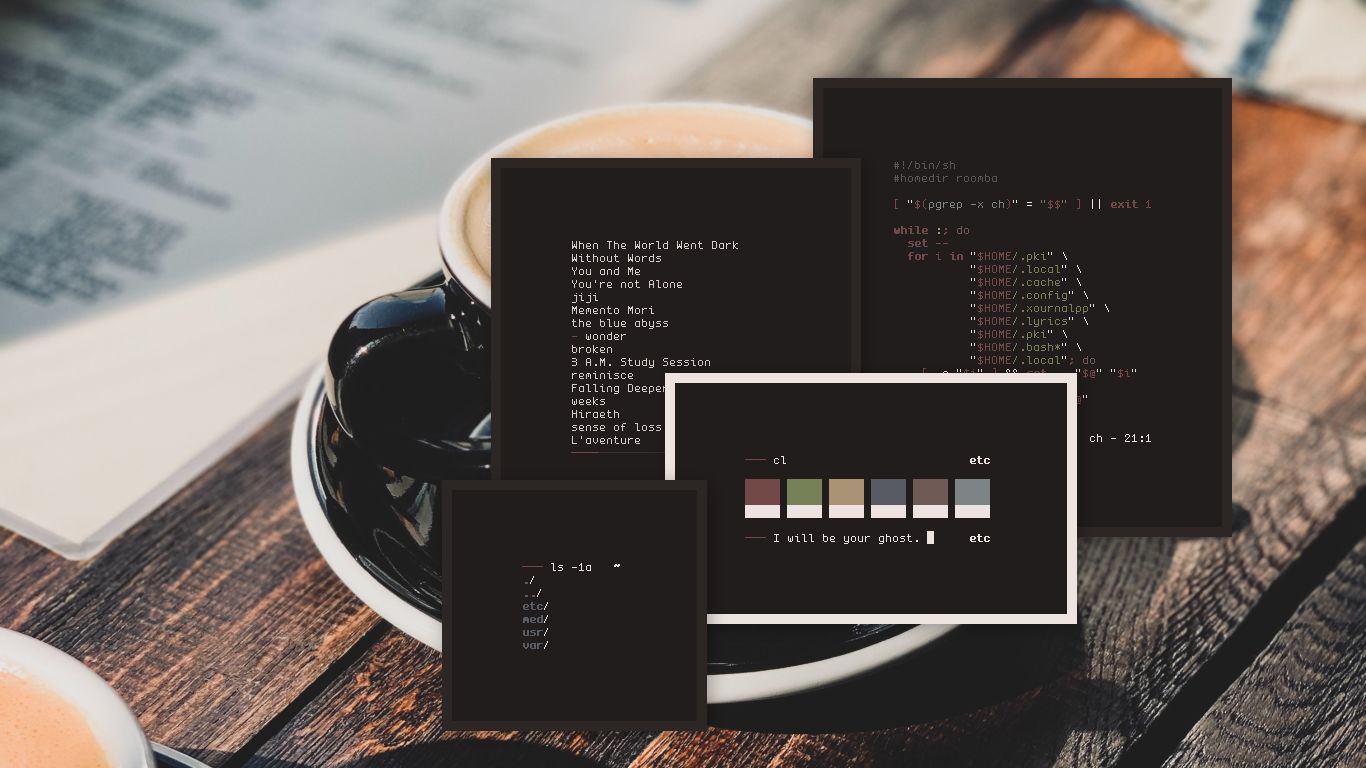 #!/bin/sh
#homedir roomba
[ "$(pgrep -x ch)" = "$$" ] || exit 1
while :; do
set --
for i in "$HOME/.pki" \
"$HOME/.local" \
"$HOME/.cache" \
"$HOME/.config" \
"$HOME/.xournalpp" \
"$HOME/.lyrics" \
"$HOME/.pki" \
"$HOME/.bash*" \
"$HOME/.local"; do
"$@" "$i"
ch - 21:1
When The World Went Dark
Without Words
You and Me
You're not Alone
jiji
Memento Mori
the blue abyss
- wonder
broken
3 A.M. Study Session
reminisce
Falling Deeper
weeks
Hiraeth
sense of loss
L'aventure
── cl etc
── I will be your ghost. etc
── ls -1a ~
./
../
etc/
med/
usr/
var/